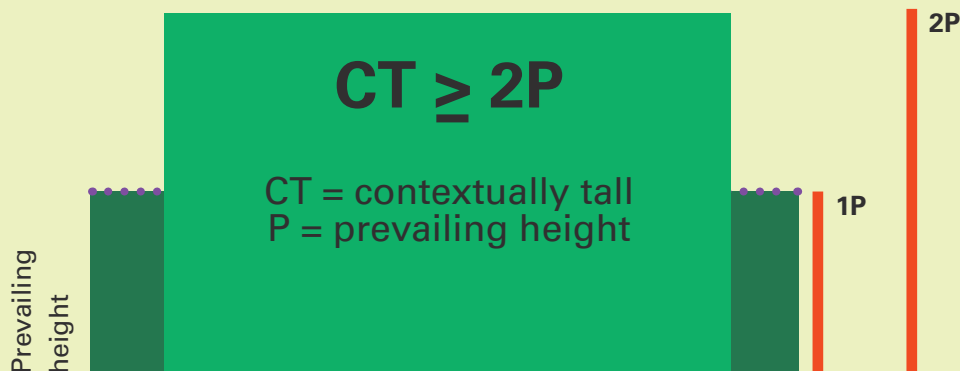 2P
CT ≥ 2P
CT = contextually tall
P = prevailing height
1P
Prevailing
height